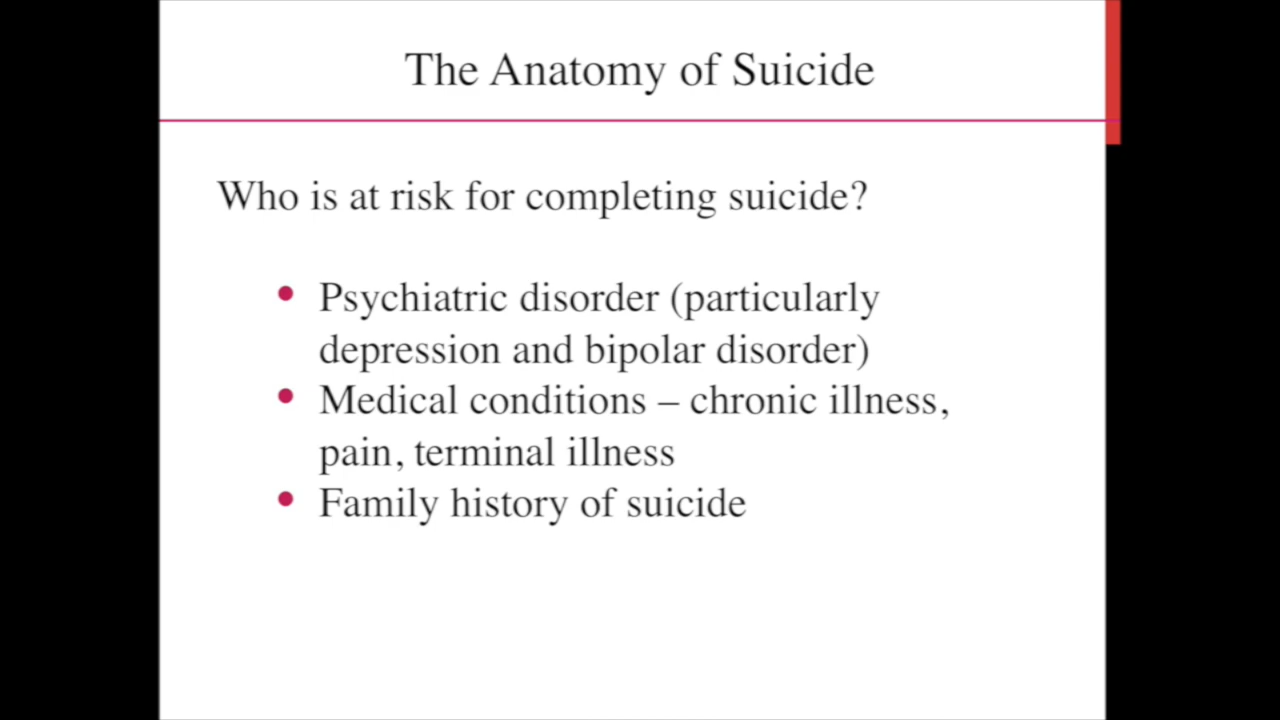 The Anatomy of Suicide
Who is at risk for completing suicide?
• Psychiatric disorder (particularly
depression and bipolar disorder)
• Medical conditions – chronic illness,
pain, terminal illness
• Family history of suicide